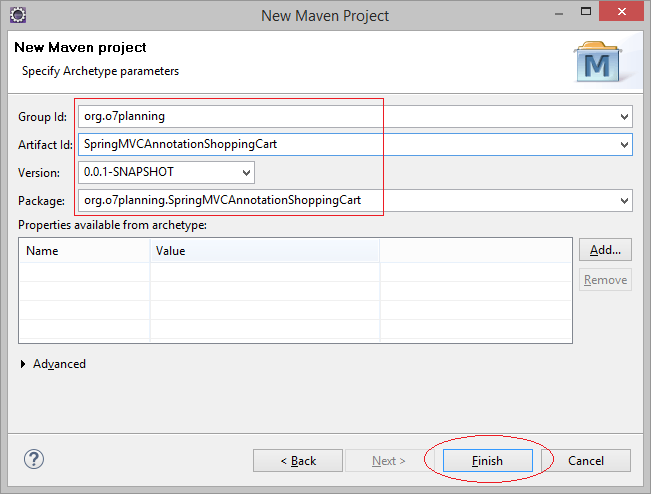 New Maven Project
New Maven project
Specify Archetype parameters
M
Group Id: org.o7planning
Artifact Id: SpringMVCAnnotationShoppingCart
Version: 0.0.1-SNAPSHOT
Package: org.o7planning.SpringMVCAnnotationShoppingCart
Properties available from archetype:
Name Value
Add...
Remove
Advanced
? < Back Next > Finish Cancel